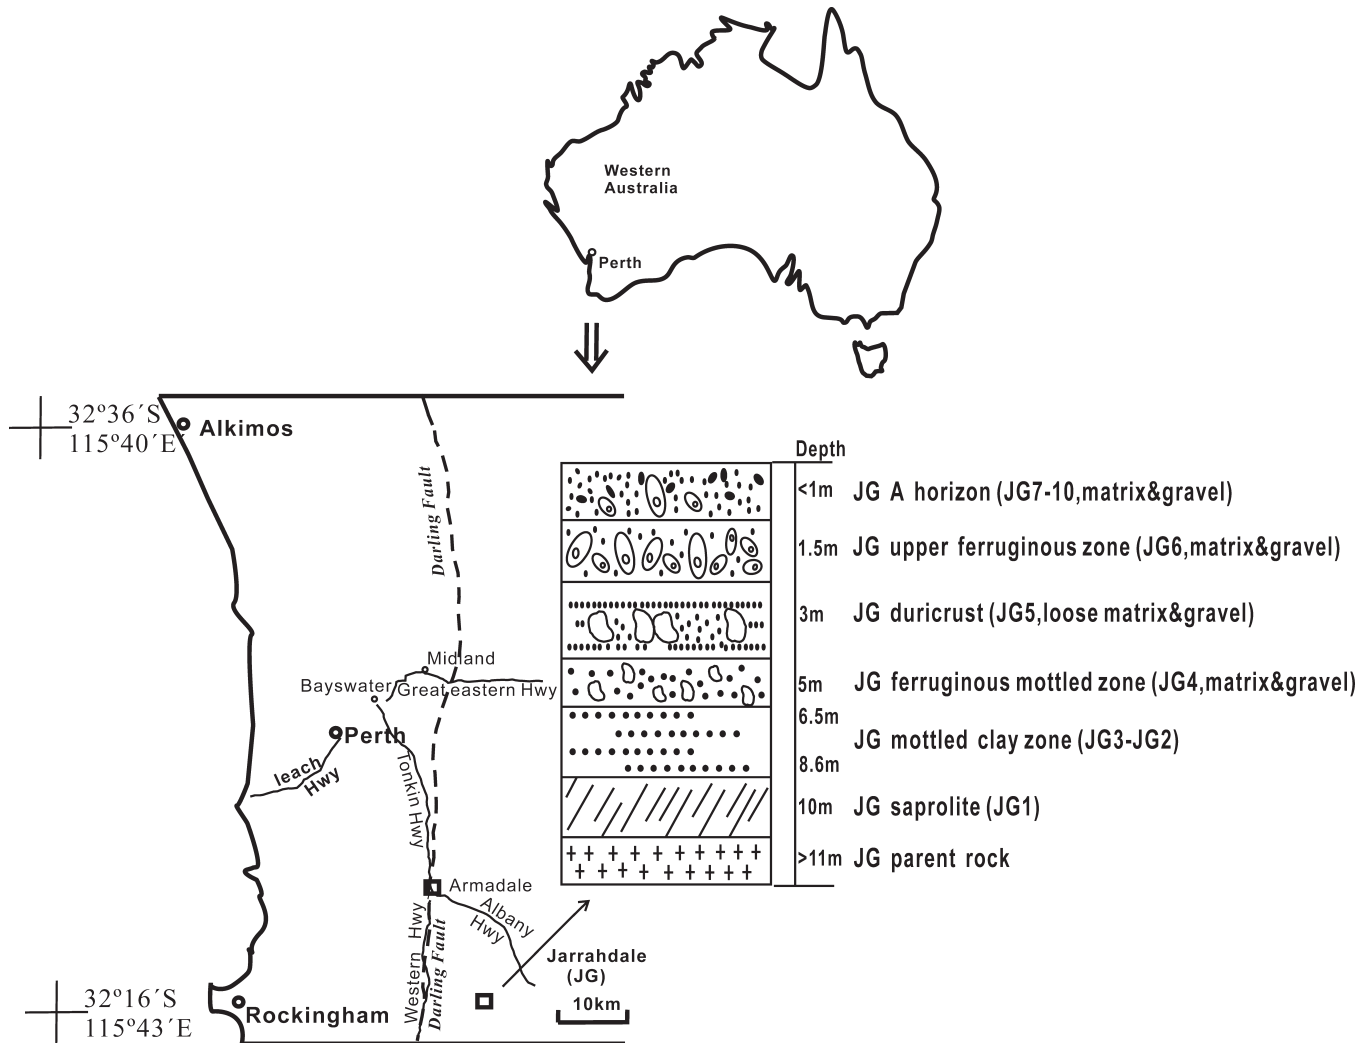 Western
Australia
Perth
32º36´S
115º40´E´
Alkimos
Darling Fault
Midland
Bayswater
Great eastern Hwy
Perth
leach
Hwy
Tonkin Hwy
Armadale
Albany
Hwy
Western Hwy
Darling Fault
Jarrahdale
(JG)
10km
32º16´S
115º43´E
Rockingham
Depth
<1m JG A horizon (JG7-10,matrix&gravel)
1.5m JG upper ferruginous zone (JG6,matrix&gravel)
3m JG duricrust (JG5,loose matrix&gravel)
5m JG ferruginous mottled zone (JG4,matrix&gravel)
6.5m
JG mottled clay zone (JG3-JG2)
8.6m
10m JG saprolite (JG1)
>11m JG parent rock